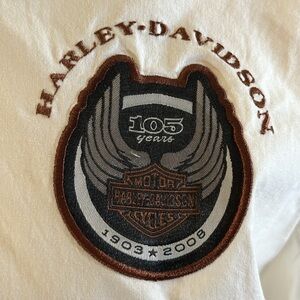 HARLEY-DAVIDSON
105
years
MOTOR
HARLEY-DAVIDSON
CYCLES
1903★2008